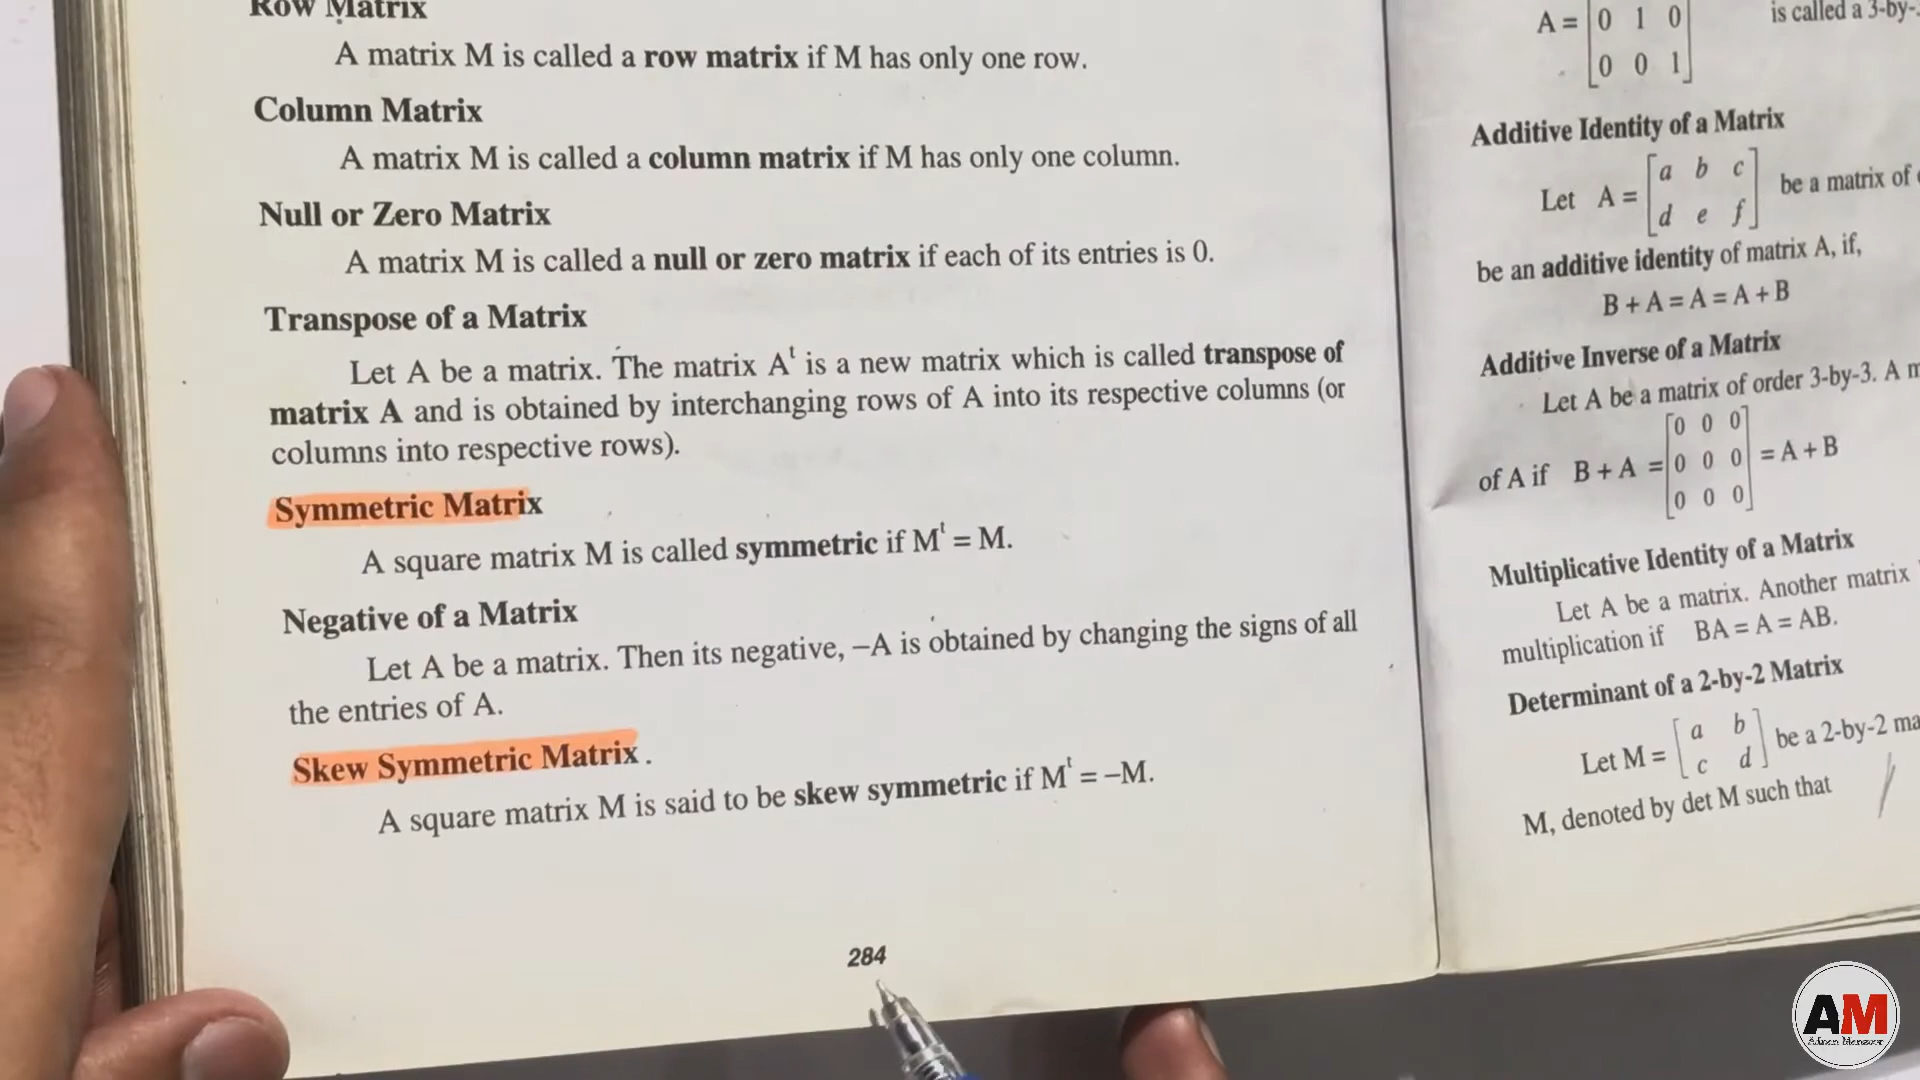 Row Matrix
A matrix M is called a row matrix if M has only one row.
Column Matrix
A matrix M is called a column matrix if M has only one column.
Null or Zero Matrix
A matrix M is called a null or zero matrix if each of its entries is 0.
Transpose of a Matrix
Let A be a matrix. The matrix Aᵗ is a new matrix which is called transpose of
matrix A and is obtained by interchanging rows of A into its respective columns (or
columns into respective rows).
Symmetric Matrix
A square matrix M is called symmetric if Mᵗ = M.
Negative of a Matrix
Let A be a matrix. Then its negative, –A is obtained by changing the signs of all
the entries of A.
Skew Symmetric Matrix.
A square matrix M is said to be skew symmetric if Mᵗ = –M.
284
A = 0 1 0 is called a 3-by-
0 0 1
Additive Identity of a Matrix
a b c
Let A = be a matrix of
d e f
be an additive identity of matrix A, if,
B + A = A = A + B
Additive Inverse of a Matrix
Let A be a matrix of order 3-by-3. A
0 0 0
of A if B + A = 0 0 0 = A + B
0 0 0
Multiplicative Identity of a Matrix
Let A be a matrix. Another matrix
multiplication if BA = A = AB.
Determinant of a 2-by-2 Matrix
a b
Let M = be a 2-by-2
c d
M, denoted by det M such that
AM
Adnan Manzoor